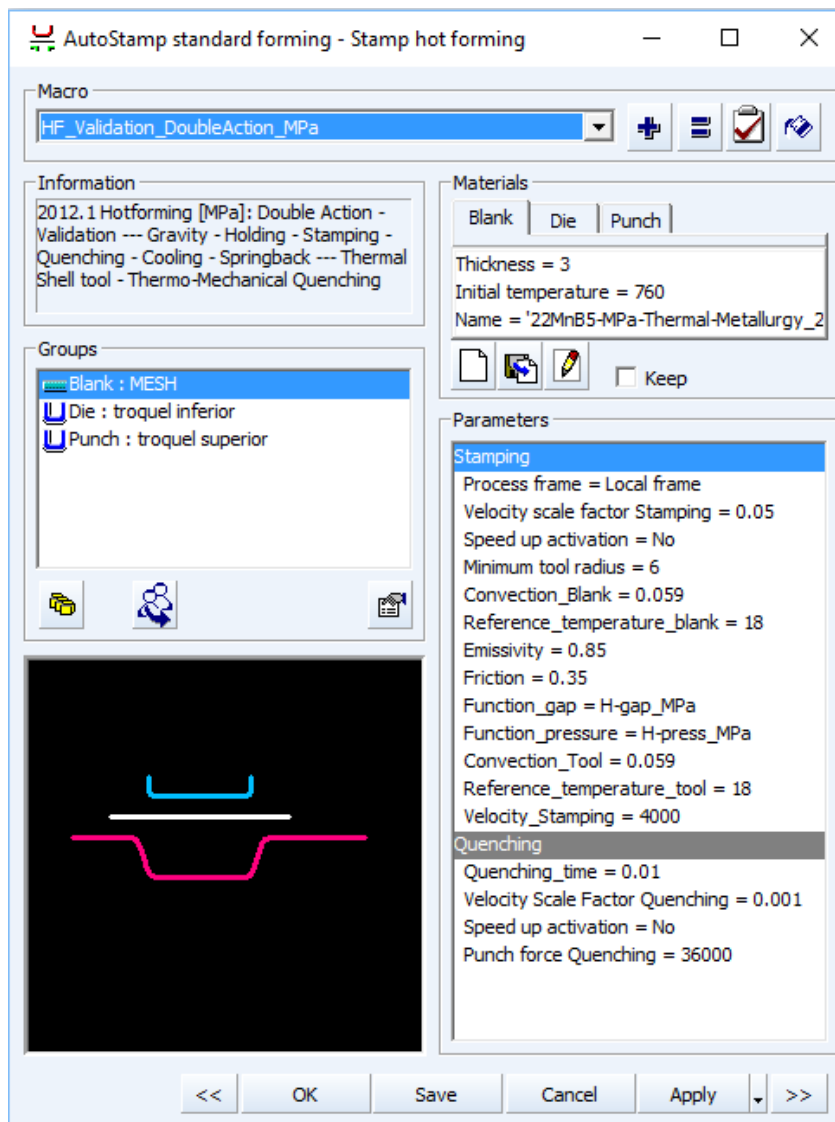 AutoStamp standard forming - Stamp hot forming
Macro
HF_Validation_DoubleAction_MPa
Information
2012.1 Hotforming [MPa]: Double Action -
Validation --- Gravity - Holding - Stamping -
Quenching - Cooling - Springback --- Thermal
Shell tool - Thermo-Mechanical Quenching
Materials
Blank Die Punch
Thickness = 3
Initial temperature = 760
Name = '22MnB5-MPa-Thermal-Metallurgy_2
Keep
Groups
Blank : MESH
Die : troquel inferior
Punch : troquel superior
Parameters
Stamping
Process frame = Local frame
Velocity scale factor Stamping = 0.05
Speed up activation = No
Minimum tool radius = 6
Convection_Blank = 0.059
Reference_temperature_blank = 18
Emissivity = 0.85
Friction = 0.35
Function_gap = H-gap_MPa
Function_pressure = H-press_MPa
Convection_Tool = 0.059
Reference_temperature_tool = 18
Velocity_Stamping = 4000
Quenching
Quenching_time = 0.01
Velocity Scale Factor Quenching = 0.001
Speed up activation = No
Punch force Quenching = 36000
<< OK Save Cancel Apply >>